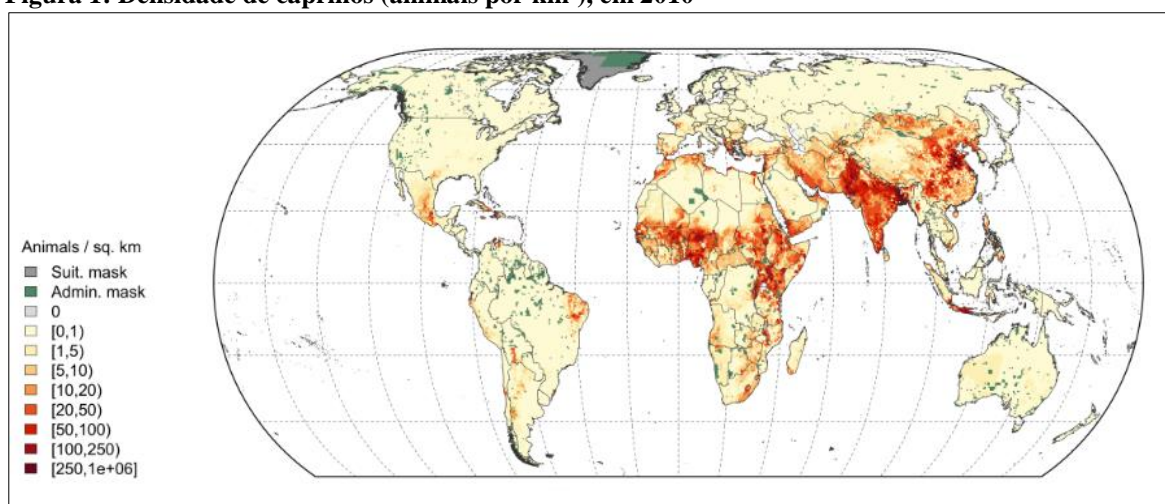 Figura 1: Densidade de caprinos (animais por km²), em 2010
Animals / sq. km
Suit. mask
Admin. mask
0
[0,1)
[1,5)
[5,10)
[10,20)
[20,50)
[50,100)
[100,250)
[250,1e+06]